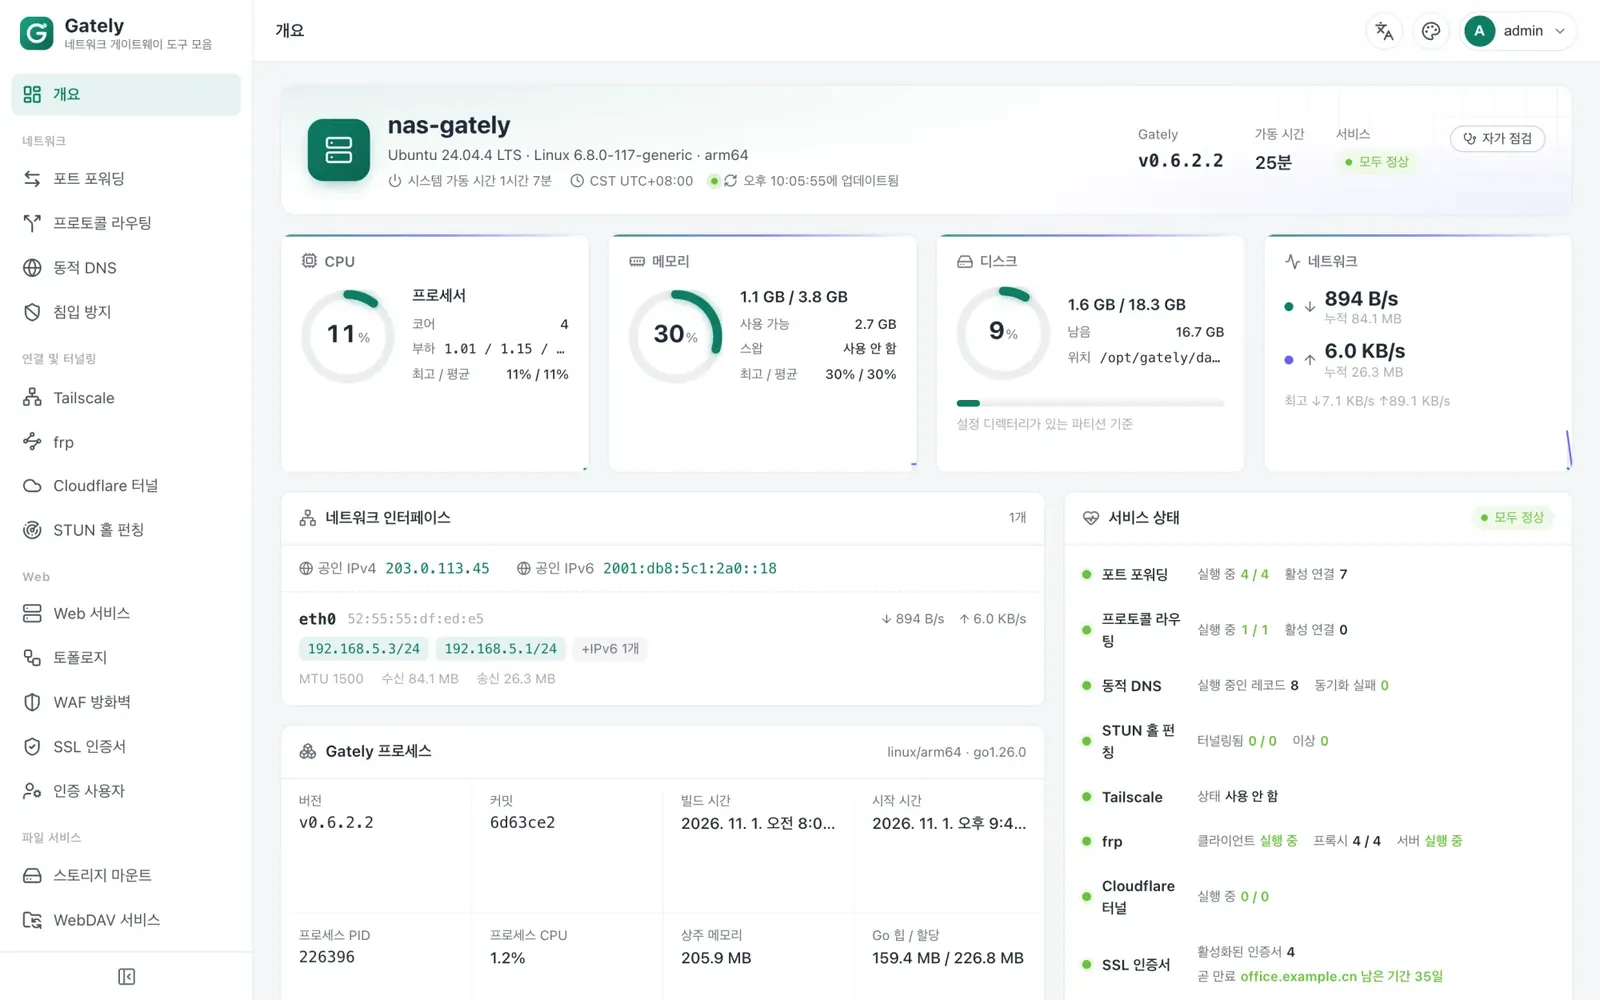 Gately
네트워크 게이트웨이 도구 모음
개요
네트워크
포트 포워딩
프로토콜 라우팅
동적 DNS
침입 방지
연결 및 터널링
Tailscale
frp
Cloudflare 터널
STUN 홀 펀칭
Web
Web 서비스
토폴로지
WAF 방화벽
SSL 인증서
인증 사용자
파일 서비스
스토리지 마운트
WebDAV 서비스
개요
A admin
nas-gately
Ubuntu 24.04.4 LTS · Linux 6.8.0-117-generic · arm64
시스템 가동 시간 1시간 7분 CST UTC+08:00 오후 10:05:55에 업데이트됨
Gately
v0.6.2.2
가동 시간
25분
서비스
모두 정상
자가 점검
CPU
11%
프로세서
코어 4
부하 1.01 / 1.15 / …
최고 / 평균 11% / 11%
메모리
30%
1.1 GB / 3.8 GB
사용 가능 2.7 GB
스왑 사용 안 함
최고 / 평균 30% / 30%
디스크
9%
1.6 GB / 18.3 GB
남음 16.7 GB
위치 /opt/gately/da…
설정 디렉터리가 있는 파티션 기준
네트워크
↓ 894 B/s
누적 84.1 MB
↑ 6.0 KB/s
누적 26.3 MB
최고 ↓7.1 KB/s ↑89.1 KB/s
네트워크 인터페이스 1개
공인 IPv4 203.0.113.45 공인 IPv6 2001:db8:5c1:2a0::18
eth0 52:55:55:df:ed:e5 ↓ 894 B/s ↑ 6.0 KB/s
192.168.5.3/24 192.168.5.1/24 +IPv6 1개
MTU 1500 수신 84.1 MB 송신 26.3 MB
Gately 프로세스 linux/arm64 · go1.26.0
버전
v0.6.2.2
커밋
6d63ce2
빌드 시간
2026. 11. 1. 오전 8:0…
시작 시간
2026. 11. 1. 오후 9:4…
프로세스 PID
226396
프로세스 CPU
1.2%
상주 메모리
205.9 MB
Go 힙 / 할당
159.4 MB / 226.8 MB
서비스 상태 모두 정상
포트 포워딩 실행 중 4 / 4 활성 연결 7
프로토콜 라우
팅
실행 중 1 / 1 활성 연결 0
동적 DNS 실행 중인 레코드 8 동기화 실패 0
STUN 홀 펀
칭
터널링됨 0 / 0 이상 0
Tailscale 상태 사용 안 함
frp 클라이언트 실행 중 프록시 4 / 4 서버 실행 중
Cloudflare
터널
실행 중 0 / 0
SSL 인증서
활성화된 인증서 4
곧 만료 office.example.cn 남은 기간 35일